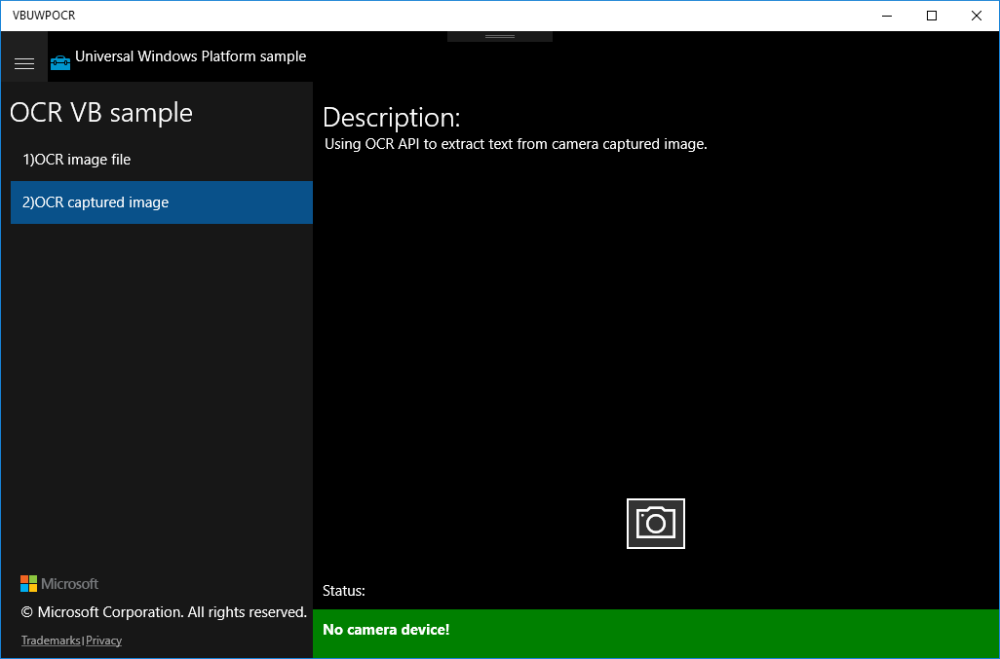 VBUWPOCR
Universal Windows Platform sample
OCR VB sample
1)OCR image file
2)OCR captured image
Description:
Using OCR API to extract text from camera captured image.
Microsoft
© Microsoft Corporation. All rights reserved.
Trademarks|Privacy
Status:
No camera device!